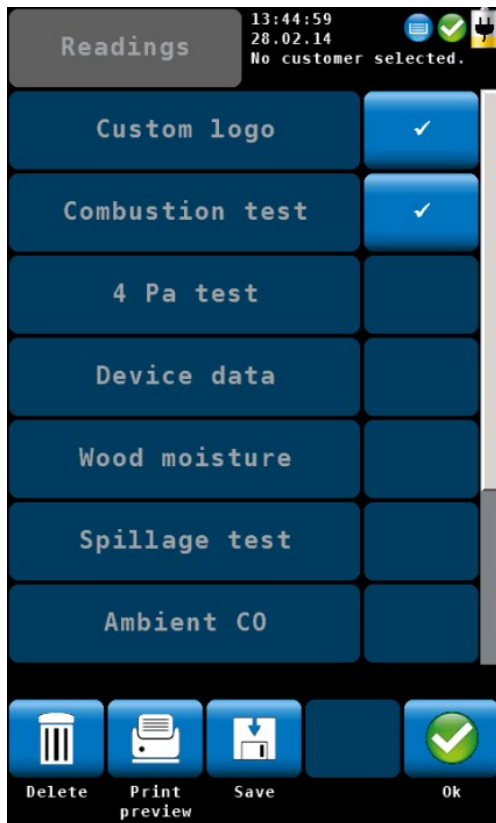 Readings
13:44:59
28.02.14
No customer selected.
Custom logo
Combustion test
4 Pa test
Device data
Wood moisture
Spillage test
Ambient CO
Delete
Print
preview
Save
Ok